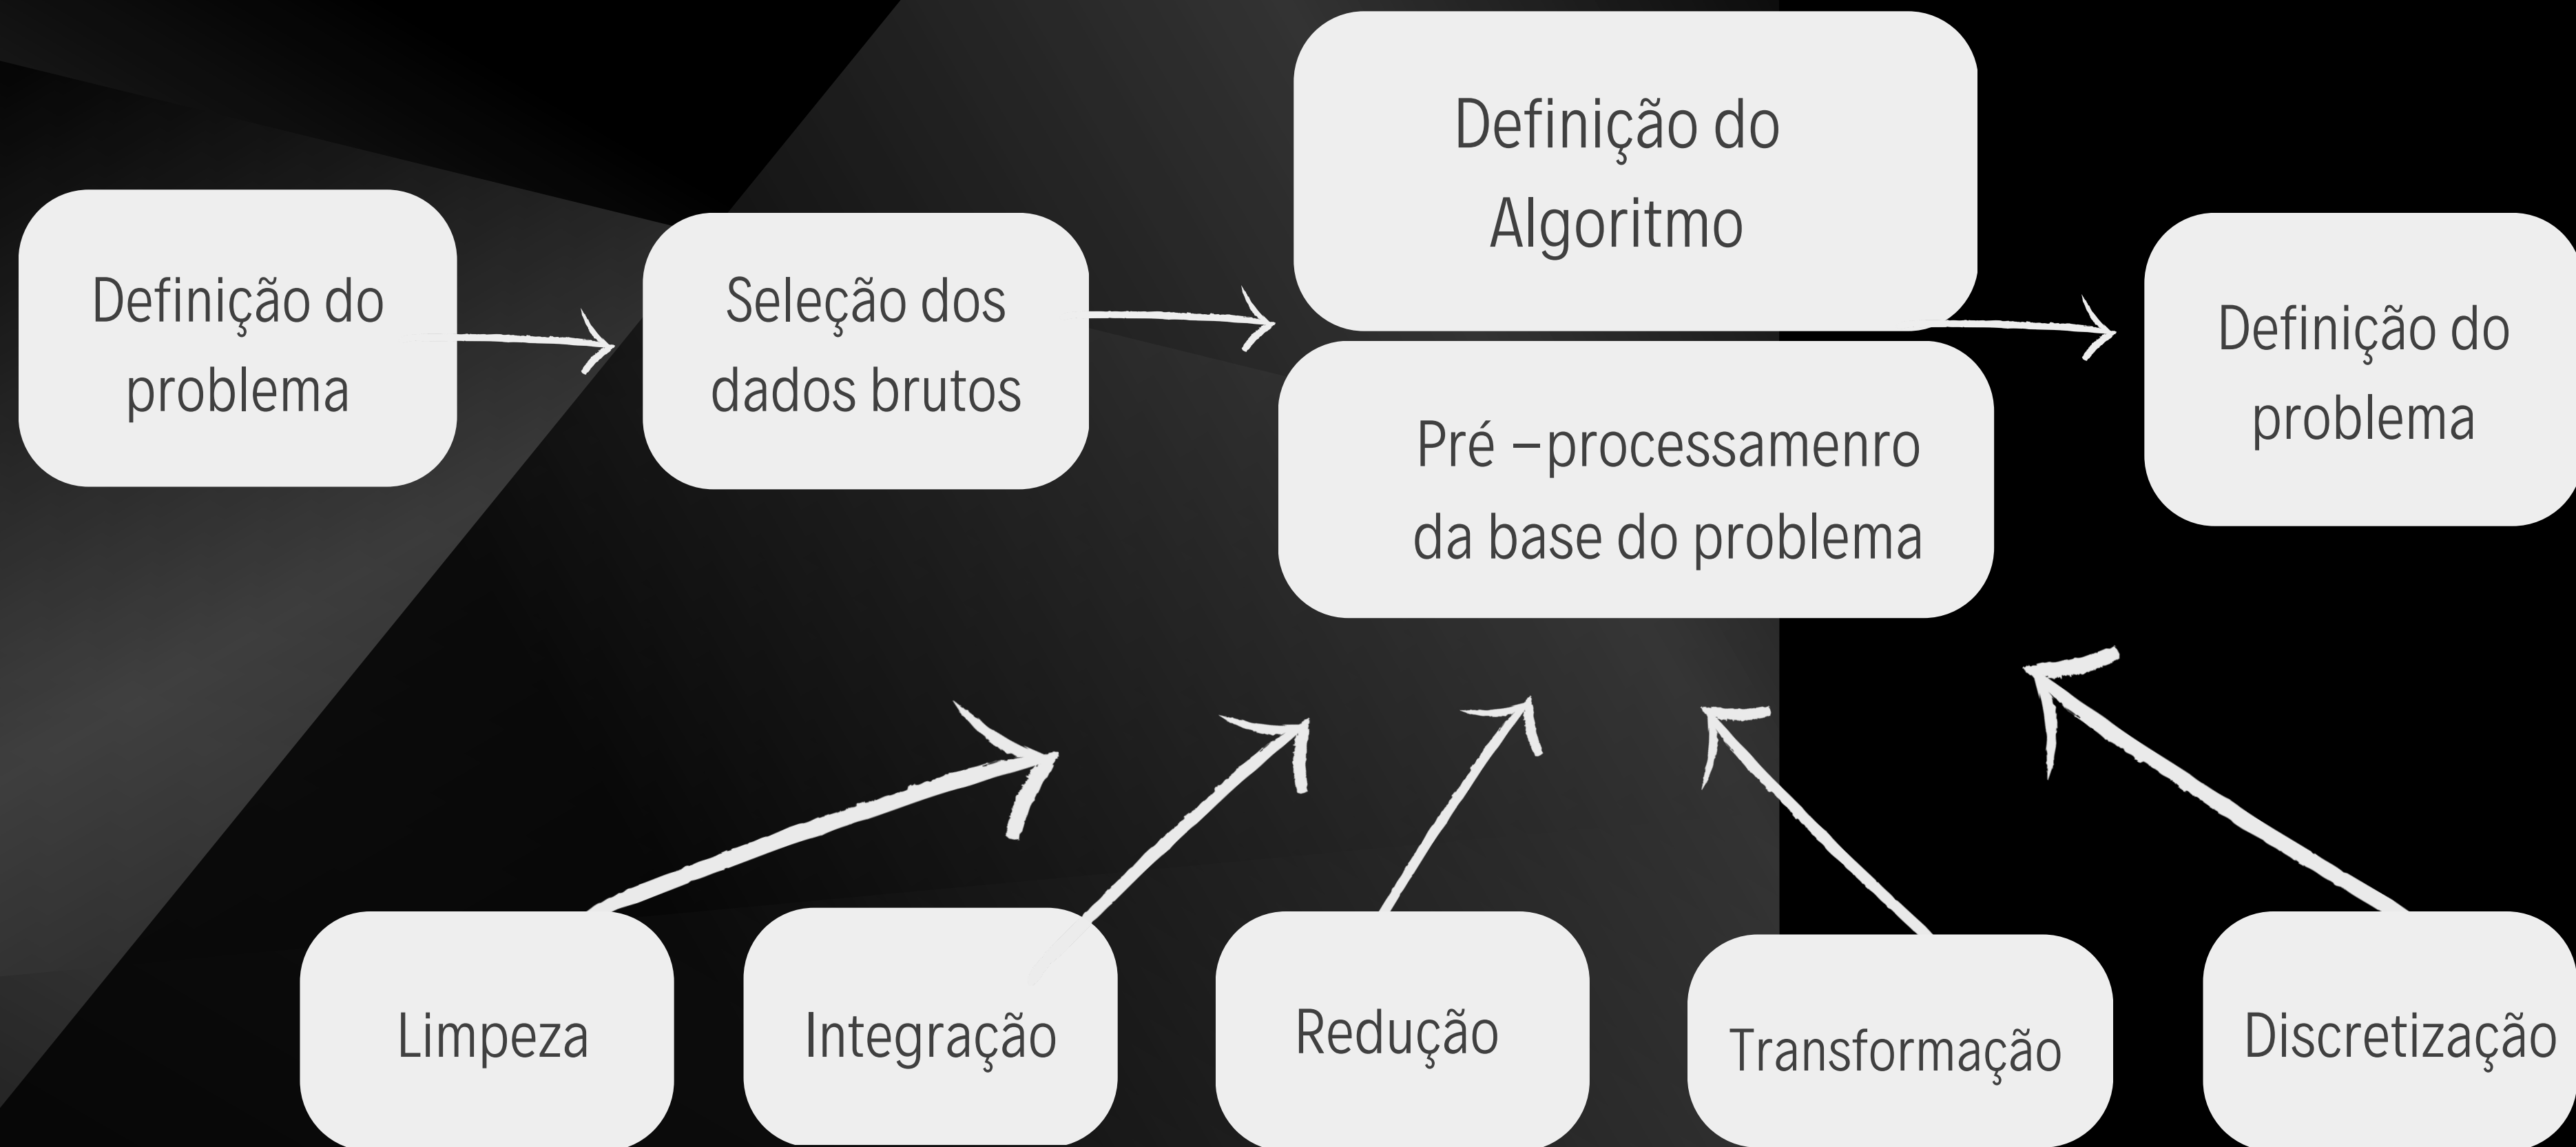 Definição do
problema
Seleção dos
dados brutos
Definição do
Algoritmo
Pré –processamenro
da base do problema
Definição do
problema
Limpeza
Integração
Redução
Transformação
Discretização